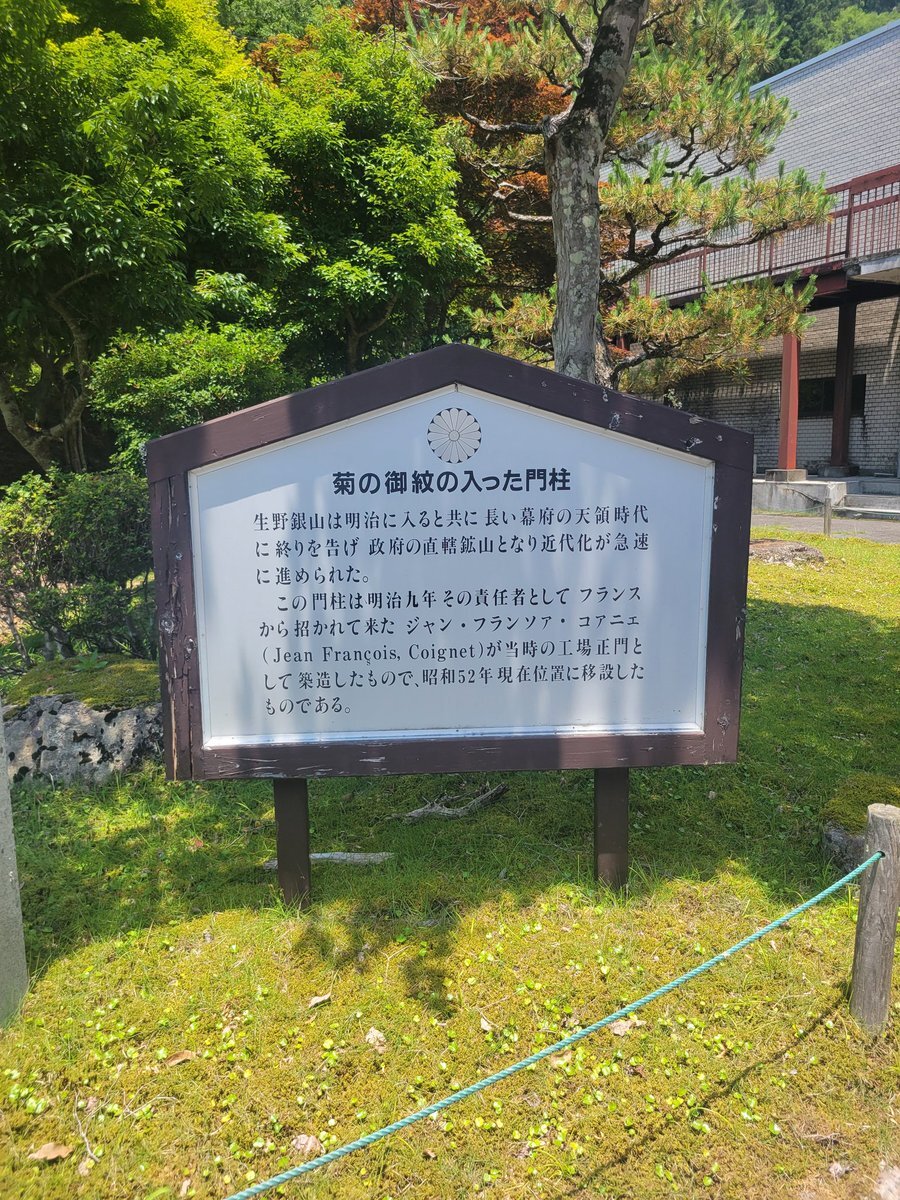 菊の御紋の入った門柱
生野銀山は明治に入ると共に 長い幕府の天領時代
に 終りを告げ 政府の直轄鉱山となり近代化が急速
に進められた。
この門柱は明治九年 その責任者として フランス
から招かれて来た ジャン・フランソア・コアニェ
(Jean François, Coignet)が当時の工場正門と
して 築造したもので、昭和52年 現在位置に移設した
ものである。